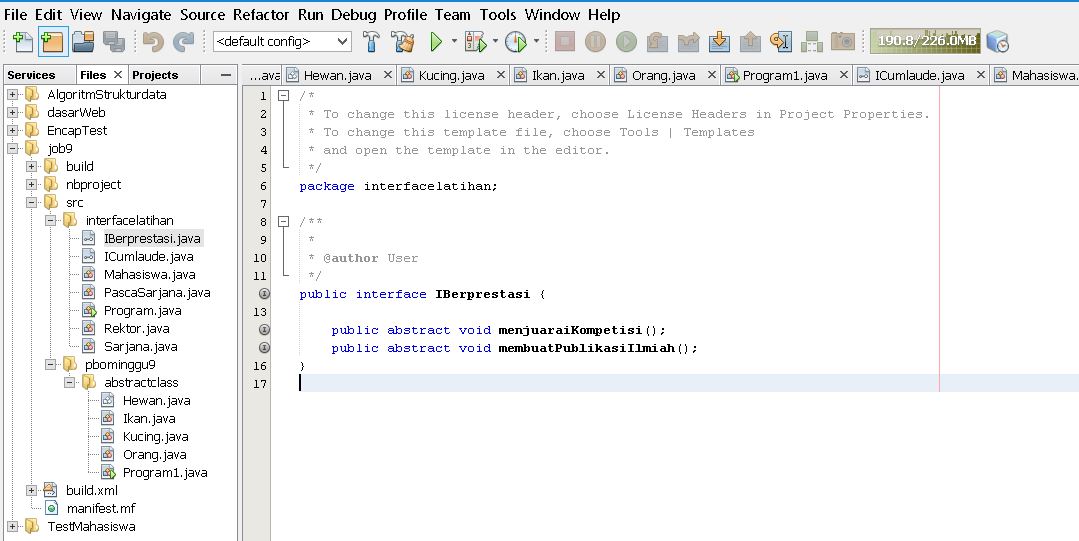 File Edit View Navigate Source Refactor Run Debug Profile Team Tools Window Help
<default config> 190.8/226.0MB
Services Files Projects
...ava Hewan.java Kucing.java Ikan.java Orang.java Program1.java ICumlaude.java Mahasiswa.
AlgoritmStrukturdata
dasarWeb
EncapTest
job9
build
nbproject
src
interfacelatihan
IBerprestasi.java
ICumlaude.java
Mahasiswa.java
PascaSarjana.java
Program.java
Rektor.java
Sarjana.java
pbominggu9
abstractclass
Hewan.java
Ikan.java
Kucing.java
Orang.java
Program1.java
build.xml
manifest.mf
TestMahasiswa
1 /*
2 * To change this license header, choose License Headers in Project Properties.
3 * To change this template file, choose Tools | Templates
4 * and open the template in the editor.
5 */
6 package interfacelatihan;
7
8 /**
9 *
10 * @author User
11 */
public interface IBerprestasi {
13
public abstract void menjuaraiKompetisi();
public abstract void membuatPublikasiIlmiah();
16 }
17